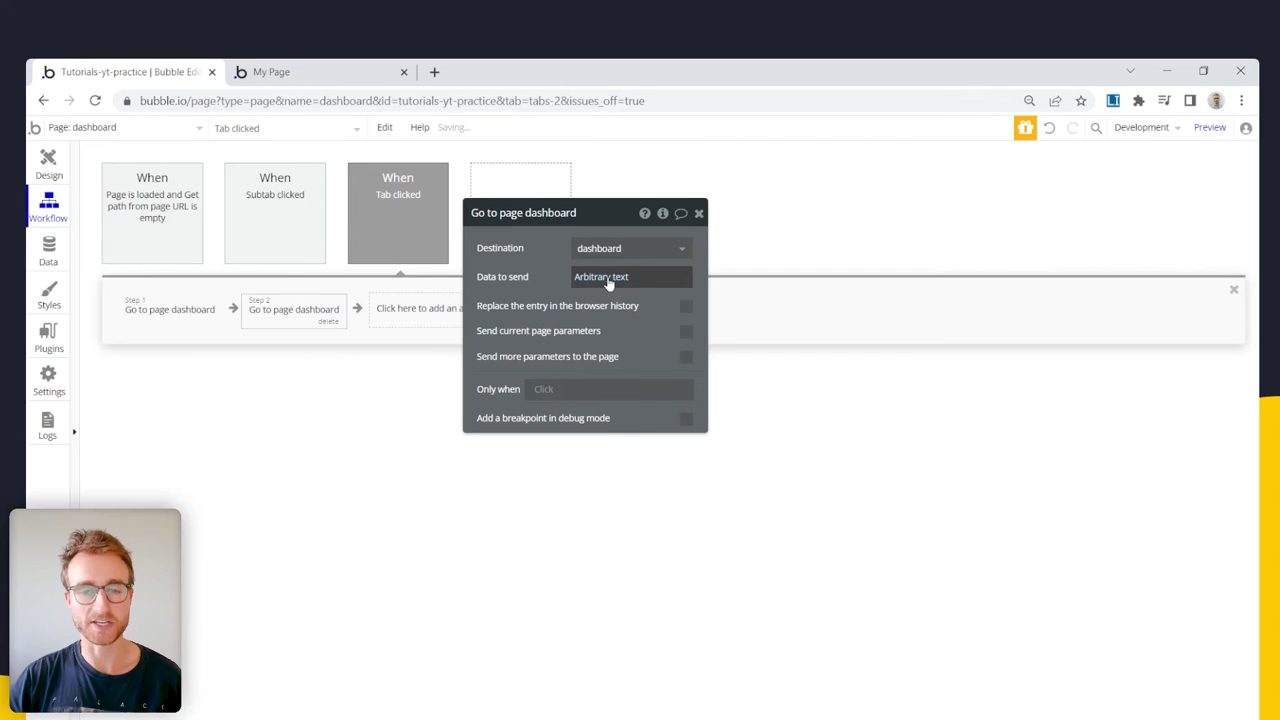 Tutorials-yt-practice | Bubble Edi
My Page
bubble.io/page?type=page&name=dashboard&id=tutorials-yt-practice&tab=tabs-2&issues_off=true
Page: dashboard
Tab clicked
Edit
Help
Saving...
Development
Preview
Design
Workflow
Data
Styles
Plugins
Settings
Logs
When
Page is loaded and Get
path from page URL is
empty
When
Subtab clicked
When
Tab clicked
Step 1
Go to page dashboard
Step 2
Go to page dashboard
delete
Click here to add an a
Go to page dashboard
Destination
dashboard
Data to send
Arbitrary text
Replace the entry in the browser history
Send current page parameters
Send more parameters to the page
Only when
Click
Add a breakpoint in debug mode
P A L A C T